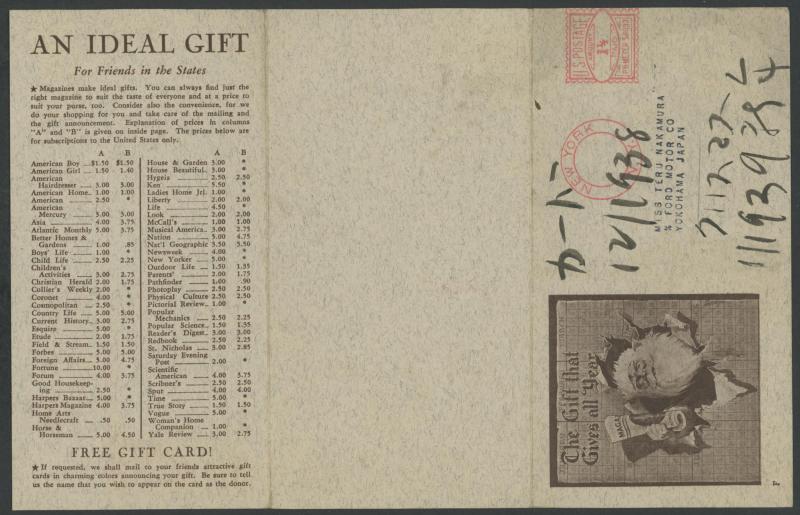 AN IDEAL GIFT
For Friends in the States
★ Magazines make ideal gifts. You can always find just the
right magazine to suit the taste of everyone and at a price to
suit your purse, too. Consider also the convenience, for we
do your shopping for you and take care of the mailing and
the gift announcement. Explanation of prices in columns
"A" and "B" is given on inside page. The prices below are
for subscriptions to the United States only.
A B
American Boy $1.50 $1.50
American Girl 1.50 1.40
American
Hairdresser 3.00 3.00
American Home 1.00 1.00
American 2.50 *
American
Mercury 3.00 3.00
Asia 4.00 3.75
Atlantic Monthly 5.00 3.75
Better Homes &
Gardens 1.00 .85
Boys' Life 1.00 *
Child Life 2.50 2.25
Children's
Activities 3.00 2.75
Christian Herald 2.00 1.75
Collier's Weekly 2.00 *
Coronet 4.00 *
Cosmopolitan 2.50 *
Country Life 5.00 5.00
Current History 3.00 2.75
Esquire 5.00 *
Etude 2.00 1.75
Field & Stream 1.50 1.50
Forbes 5.00 5.00
Foreign Affairs 5.00 4.75
Fortune 10.00 *
Forum 4.00 3.75
Good Housekeep-
ing 2.50 *
Harpers Bazaar 5.00 *
Harpers Magazine 4.00 3.75
Home Arts
Needlecraft .50 .50
Horse &
Horseman 5.00 4.50
A B
House & Garden 3.00 *
House Beautiful 3.00 *
Hygeia 2.50 2.50
Ken 5.50 *
Ladies Home Jrl. 1.00 *
Liberty 2.00 2.00
Life 4.50 *
Look 2.00 2.00
McCall's 1.00 1.00
Musical America 3.00 2.75
Nation 5.00 4.75
Nat'l Geographic 3.50 3.50
Newsweek 4.00 *
New Yorker 5.00 *
Outdoor Life 1.50 1.35
Parents' 2.00 1.75
Pathfinder 1.00 .90
Photoplay 2.50 2.50
Physical Culture 2.50 2.50
Pictorial Review 1.00 *
Popular
Mechanics 2.50 2.25
Popular Science 1.50 1.35
Reader's Digest 3.00 3.00
Redbook 2.50 2.25
St. Nicholas 3.00 2.85
Saturday Evening
Post 2.00 *
Scientific
American 4.00 3.75
Scribner's 2.50 2.50
Spur 4.00 4.00
Time 5.00 *
True Story 1.50 1.50
Vogue 5.00 *
Woman's Home
Companion 1.00 *
Yale Review 3.00 2.75
FREE GIFT CARD!
★ If requested, we shall mail to your friends attractive gift
cards in charming colors announcing your gift. Be sure to tell
us the name that you wish to appear on the card as the donor.
U.S. POSTAGE
1½
NEW YORK
MISS TERU NAKAMURA
% FORD MOTOR CO
YOKOHAMA JAPAN
カード
12/1938
クリスマス
1/1939
The Gift that
Gives all Year
MAGA